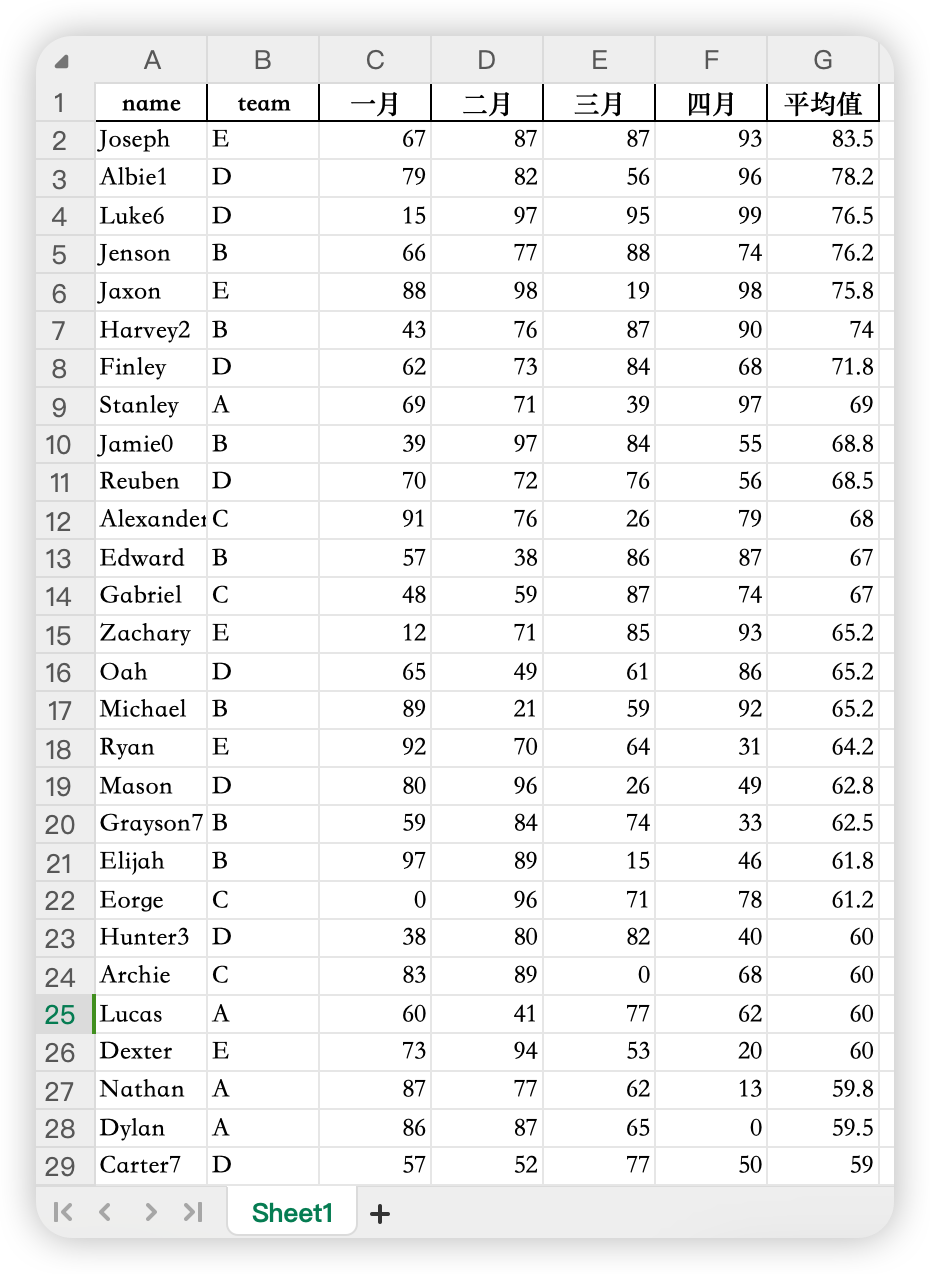 A B C D E F G
1 name team 一月 二月 三月 四月 平均值
2 Joseph E 67 87 87 93 83.5
3 Albie1 D 79 82 56 96 78.2
4 Luke6 D 15 97 95 99 76.5
5 Jenson B 66 77 88 74 76.2
6 Jaxon E 88 98 19 98 75.8
7 Harvey2 B 43 76 87 90 74
8 Finley D 62 73 84 68 71.8
9 Stanley A 69 71 39 97 69
10 Jamie0 B 39 97 84 55 68.8
11 Reuben D 70 72 76 56 68.5
12 Alexander C 91 76 26 79 68
13 Edward B 57 38 86 87 67
14 Gabriel C 48 59 87 74 67
15 Zachary E 12 71 85 93 65.2
16 Oah D 65 49 61 86 65.2
17 Michael B 89 21 59 92 65.2
18 Ryan E 92 70 64 31 64.2
19 Mason D 80 96 26 49 62.8
20 Grayson7 B 59 84 74 33 62.5
21 Elijah B 97 89 15 46 61.8
22 Eorge C 0 96 71 78 61.2
23 Hunter3 D 38 80 82 40 60
24 Archie C 83 89 0 68 60
25 Lucas A 60 41 77 62 60
26 Dexter E 73 94 53 20 60
27 Nathan A 87 77 62 13 59.8
28 Dylan A 86 87 65 0 59.5
29 Carter7 D 57 52 77 50 59
Sheet1 +